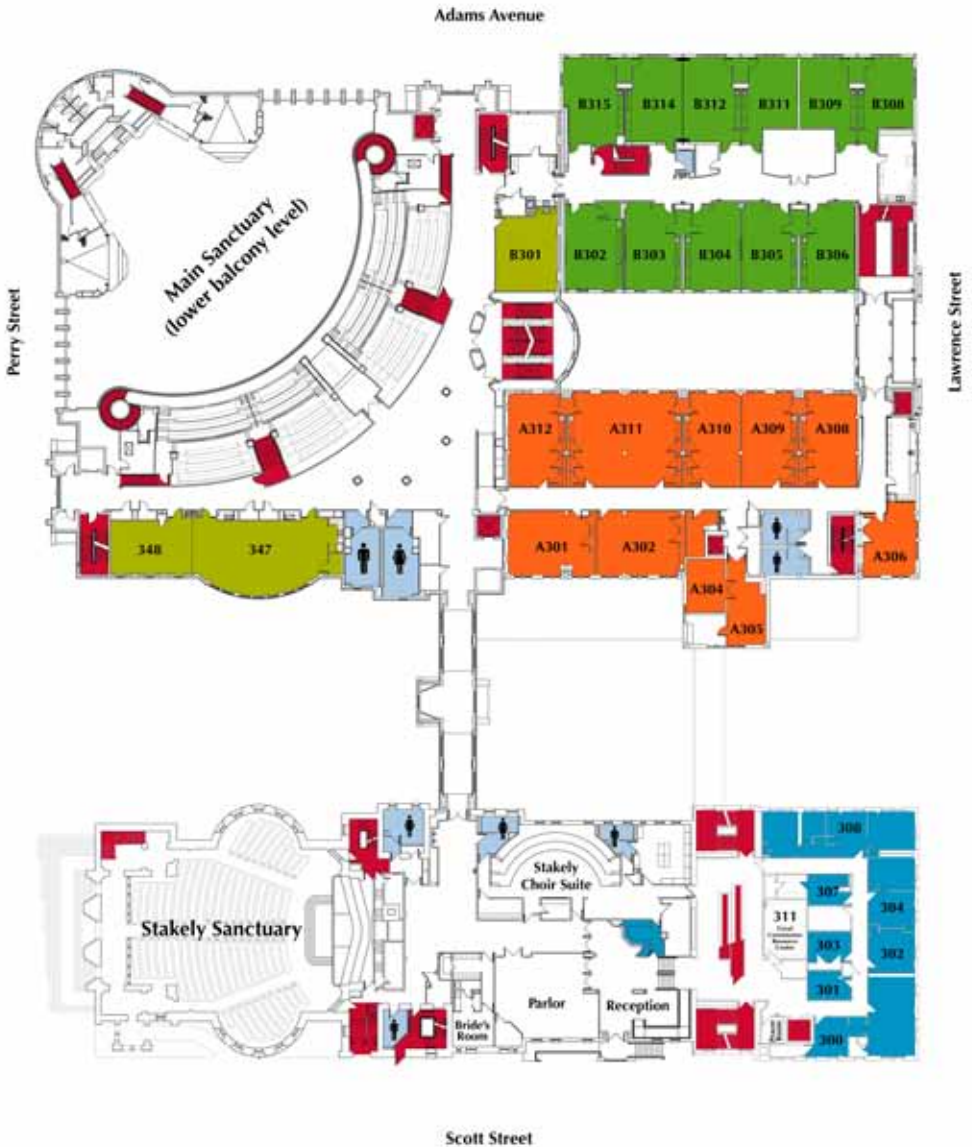 Adams Avenue
B315
B314
B312
B311
B309
B308
Main Sanctuary
(lower balcony level)
B301
B302
B303
B304
B305
B306
Perry Street
Lawrence Street
A312
A311
A310
A309
A308
348
347
A301
A302
A306
A304
A305
308
Stakely
Choir Suite
307
304
311
Resource
Center
Stakely Sanctuary
303
302
301
Parlor
Reception
Bride's
Room
300
Scott Street